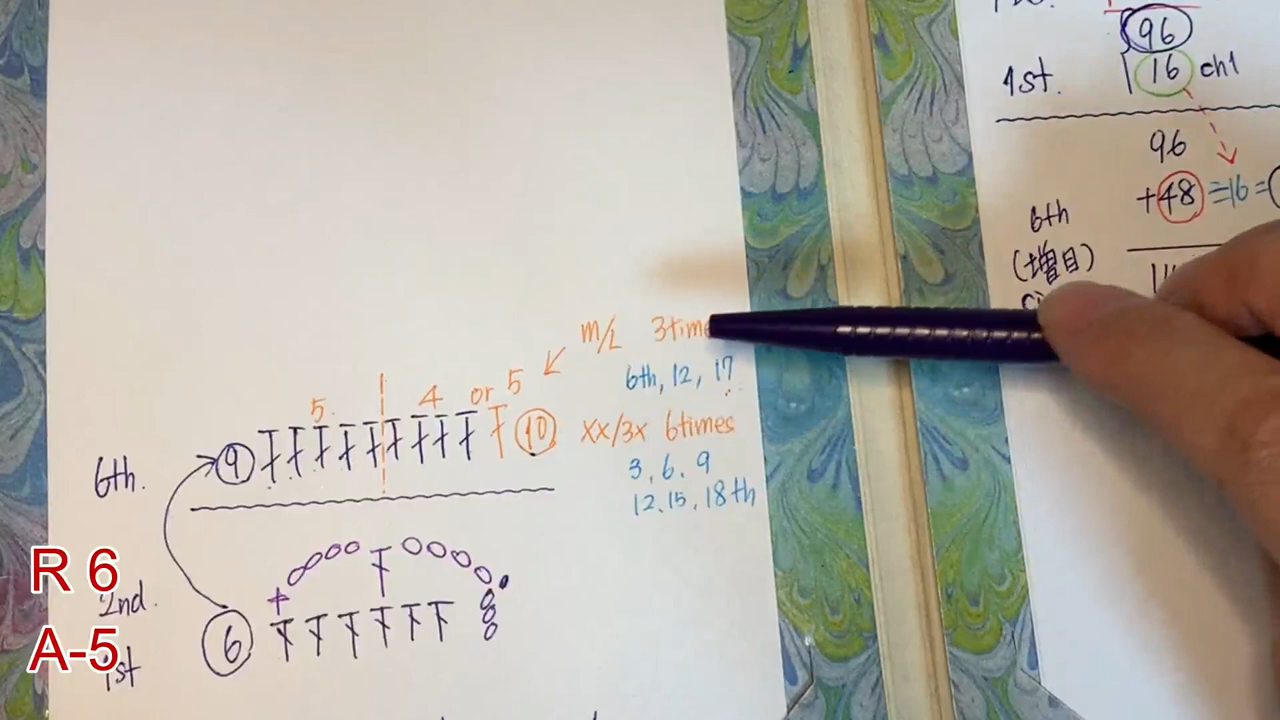 96
1st. 16 ch1
96
+48=16=
6th
(増目)
m/L 3time
6th, 12, 17
5 4 or 5
6th. 9 10 xx/3x 6times
3, 6. 9
12, 15, 18th
R 6
2nd.
A-5 6
1st